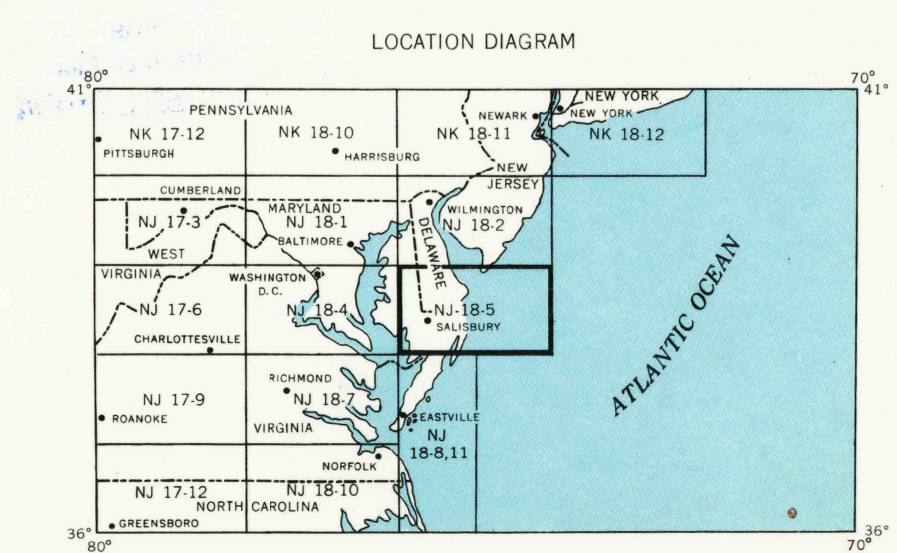 LOCATION DIAGRAM
80°
70°
41°
41°
PENNSYLVANIA
NEW YORK
NEWARK
NEW YORK
NK 17-12
NK 18-10
NK 18-11
NK 18-12
PITTSBURGH
HARRISBURG
NEW
JERSEY
CUMBERLAND
MARYLAND
WILMINGTON
NJ 17-3
NJ 18-1
NJ 18-2
BALTIMORE
DELAWARE
WEST
VIRGINIA
WASHINGTON
D.C.
NJ 17-6
NJ 18-4
NJ-18-5
SALISBURY
CHARLOTTESVILLE
ATLANTIC OCEAN
RICHMOND
NJ 17-9
NJ 18-7
ROANOKE
VIRGINIA
EASTVILLE
NJ
18-8,11
NORFOLK
NJ 17-12
NJ 18-10
NORTH CAROLINA
GREENSBORO
36°
36°
80°
70°